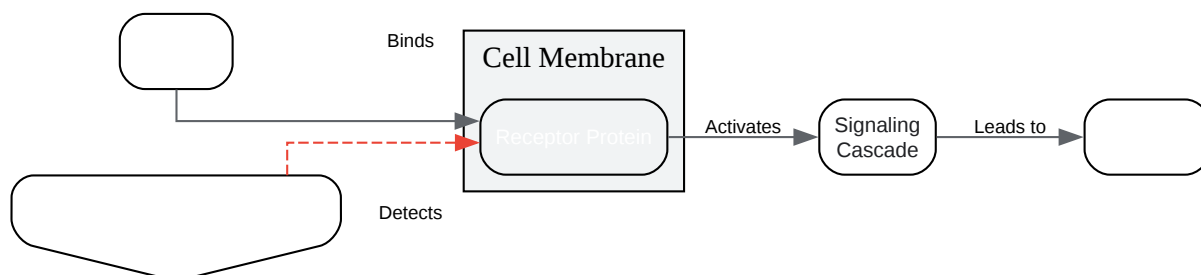 Binds
Cell Membrane
Receptor Protein
Activates
Signaling
Cascade
Leads to
Detects